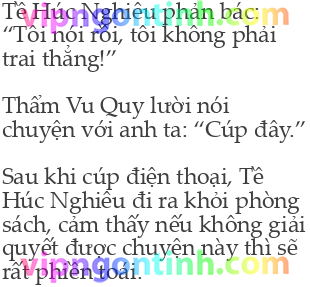 Tề Húc Nghiêu phản bác:
“Tôi nói rồi, tôi không phải
trai thẳng!”
Thẩm Vu Quy lười nói
chuyện với anh ta: “Cúp đây.”
Sau khi cúp điện thoại, Tề
Húc Nghiêu đi ra khỏi phòng
sách, cảm thấy nếu không giải
quyết được chuyện này thì sẽ
rất phiền toái.
vipngontinh.com
vipngontinh.com